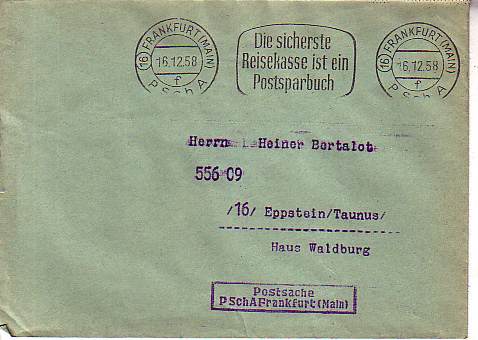 (16) FRANKFURT (MAIN)
16.12.58
f
PSchA
Die sicherste
Reisekasse ist ein
Postsparbuch
(16) FRANKFURT (MAIN)
16.12.58
f
PSchA
Herrn Heiner Bertalot
556 09
/16/ Eppstein/Taunus/
Haus Waldburg
Postsache
PSchA Frankfurt (Main)